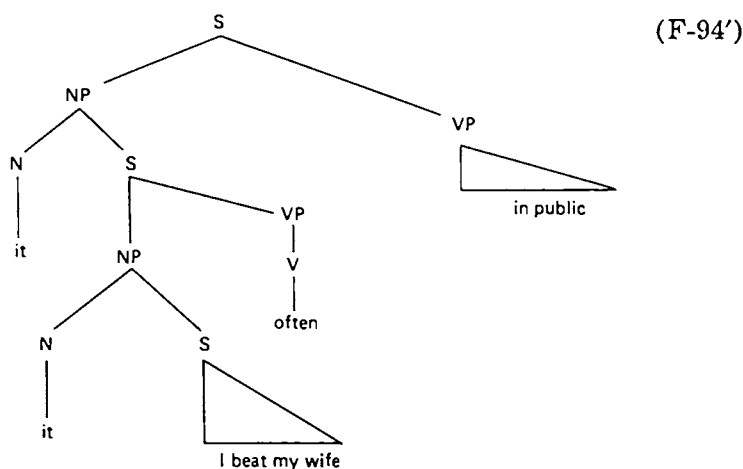 S (F-94′)
NP VP
N S in public
it NP VP
V
N S often
it I beat my wife